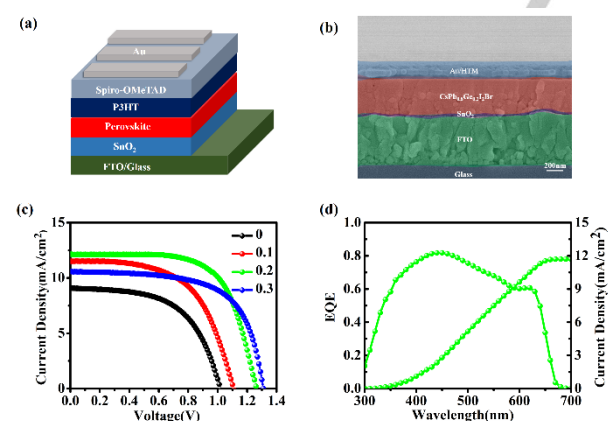 (a)
Au
Spiro-OMeTAD
P3HT
Perovskite
SnO₂
FTO/Glass
(b)
Au/HTM
CsPb₀.₈Ge₀.₂I₂Br
SnO₂
FTO
200nm
Glass
(c)
Current Density(mA/cm²)
15
10
5
0
0.0 0.2 0.4 0.6 0.8 1.0 1.2 1.4
Voltage(V)
0
0.1
0.2
0.3
(d)
EQE
1.0
0.8
0.6
0.4
0.2
0.0
300 400 500 600 700
Wavelength(nm)
15
12
9
6
3
0
Current Density(mA/cm²)